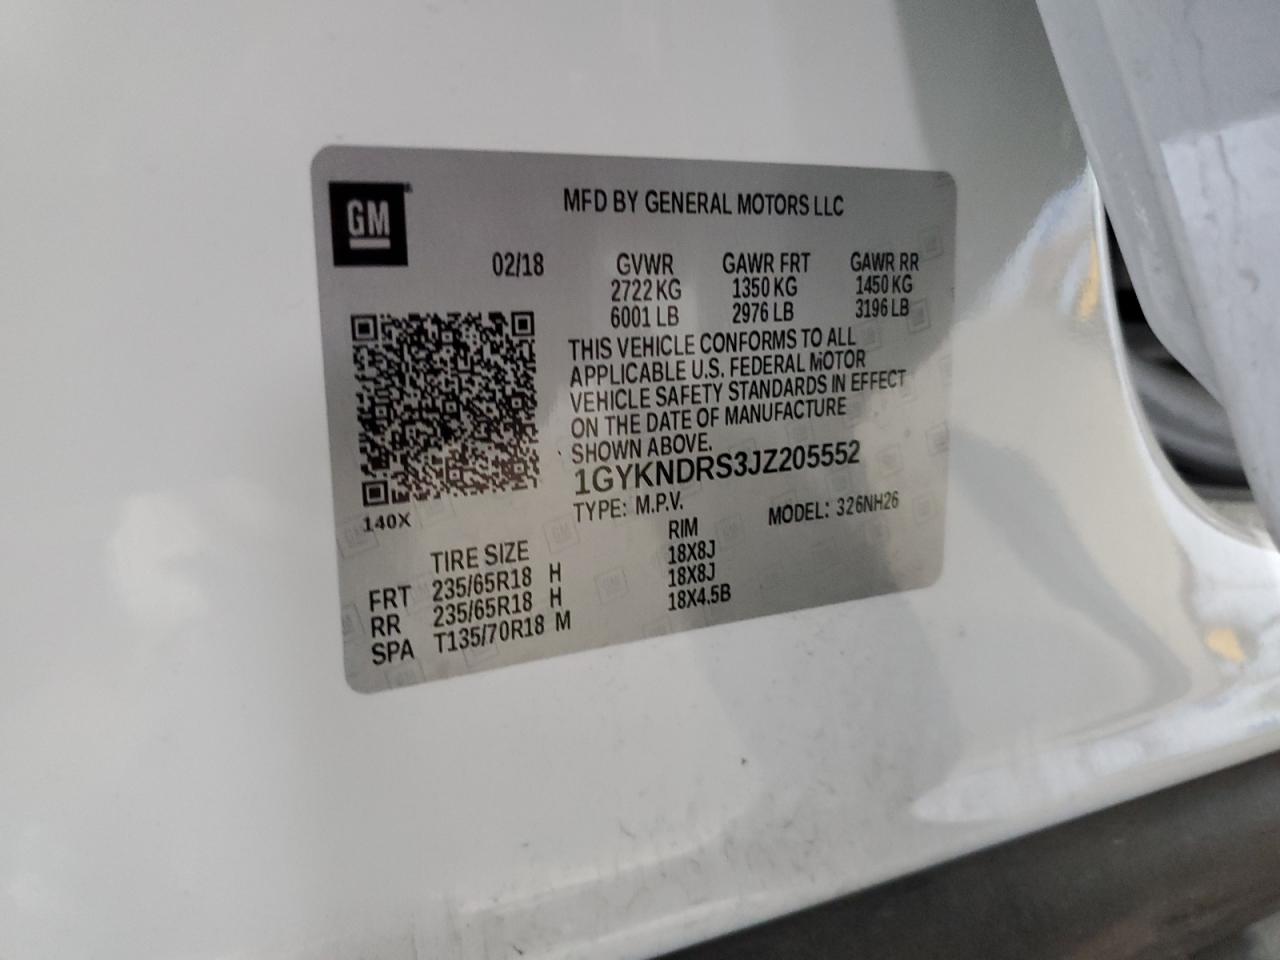 GM
MFD BY GENERAL MOTORS LLC
02/18 GVWR GAWR FRT GAWR RR
2722 KG 1350 KG 1450 KG
6001 LB 2976 LB 3196 LB
THIS VEHICLE CONFORMS TO ALL
APPLICABLE U.S. FEDERAL MOTOR
VEHICLE SAFETY STANDARDS IN EFFECT
ON THE DATE OF MANUFACTURE
SHOWN ABOVE.
1GYKNDRS3JZ205552
140X TYPE: M.P.V. MODEL: 326NH26
TIRE SIZE RIM
FRT 235/65R18 H 18X8J
RR 235/65R18 H 18X8J
SPA T135/70R18 M 18X4.5B